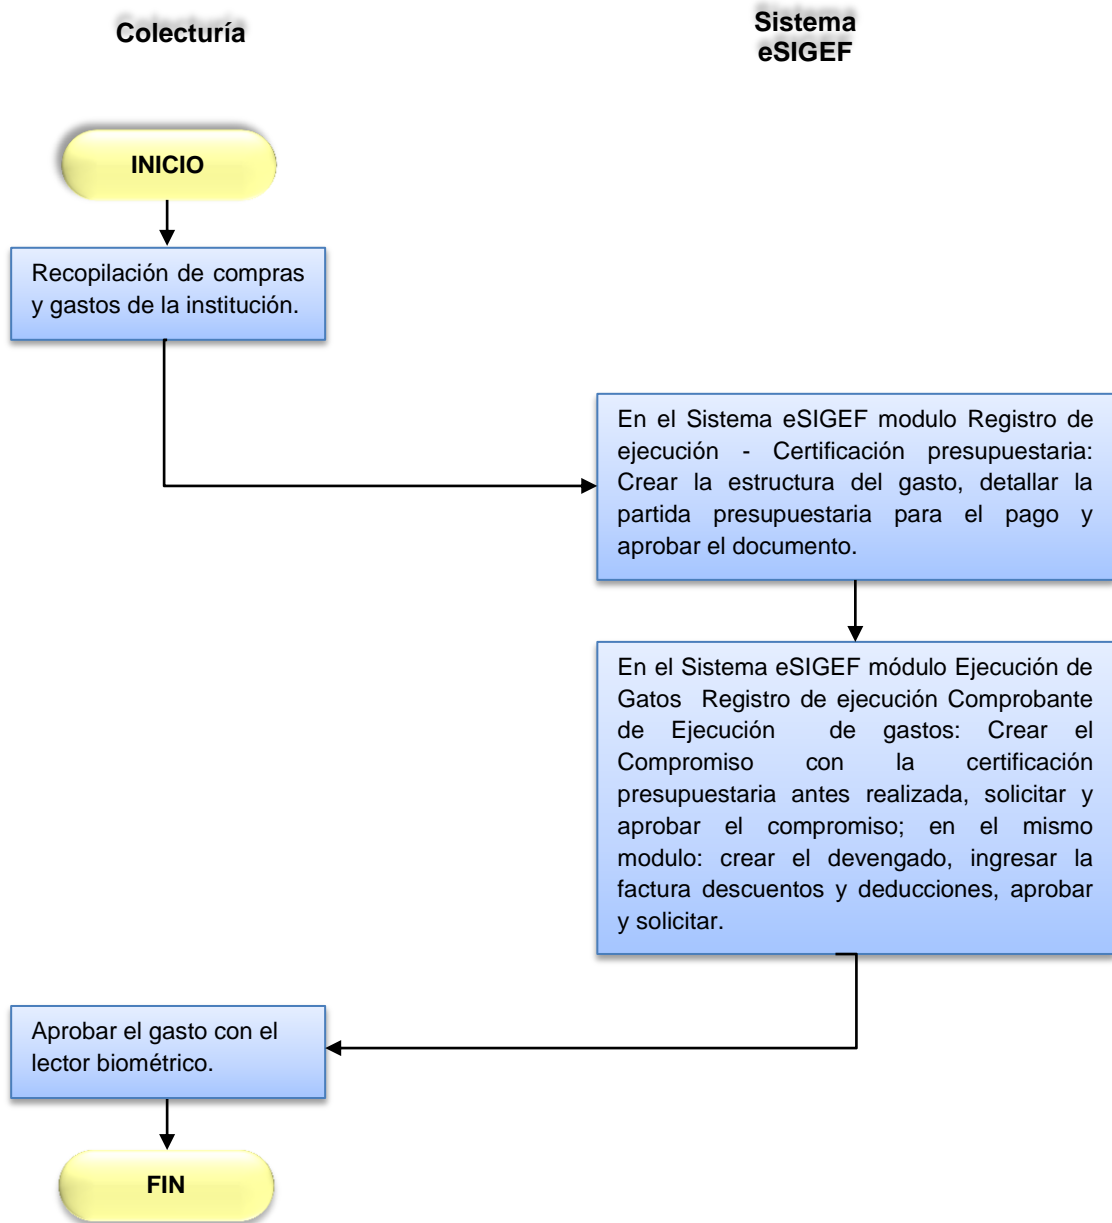 Colecturía
Sistema
eSIGEF
INICIO
Recopilación de compras
y gastos de la institución.
En el Sistema eSIGEF modulo Registro de
ejecución - Certificación presupuestaria:
Crear la estructura del gasto, detallar la
partida presupuestaria para el pago y
aprobar el documento.
En el Sistema eSIGEF módulo Ejecución de
Gatos Registro de ejecución Comprobante
de Ejecución de gastos: Crear el
Compromiso con la certificación
presupuestaria antes realizada, solicitar y
aprobar el compromiso; en el mismo
modulo: crear el devengado, ingresar la
factura descuentos y deducciones, aprobar
y solicitar.
Aprobar el gasto con el
lector biométrico.
FIN